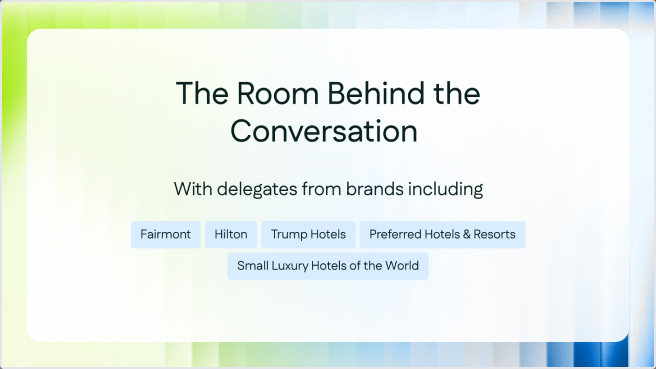 The Room Behind the
Conversation
With delegates from brands including
Fairmont Hilton Trump Hotels Preferred Hotels & Resorts
Small Luxury Hotels of the World